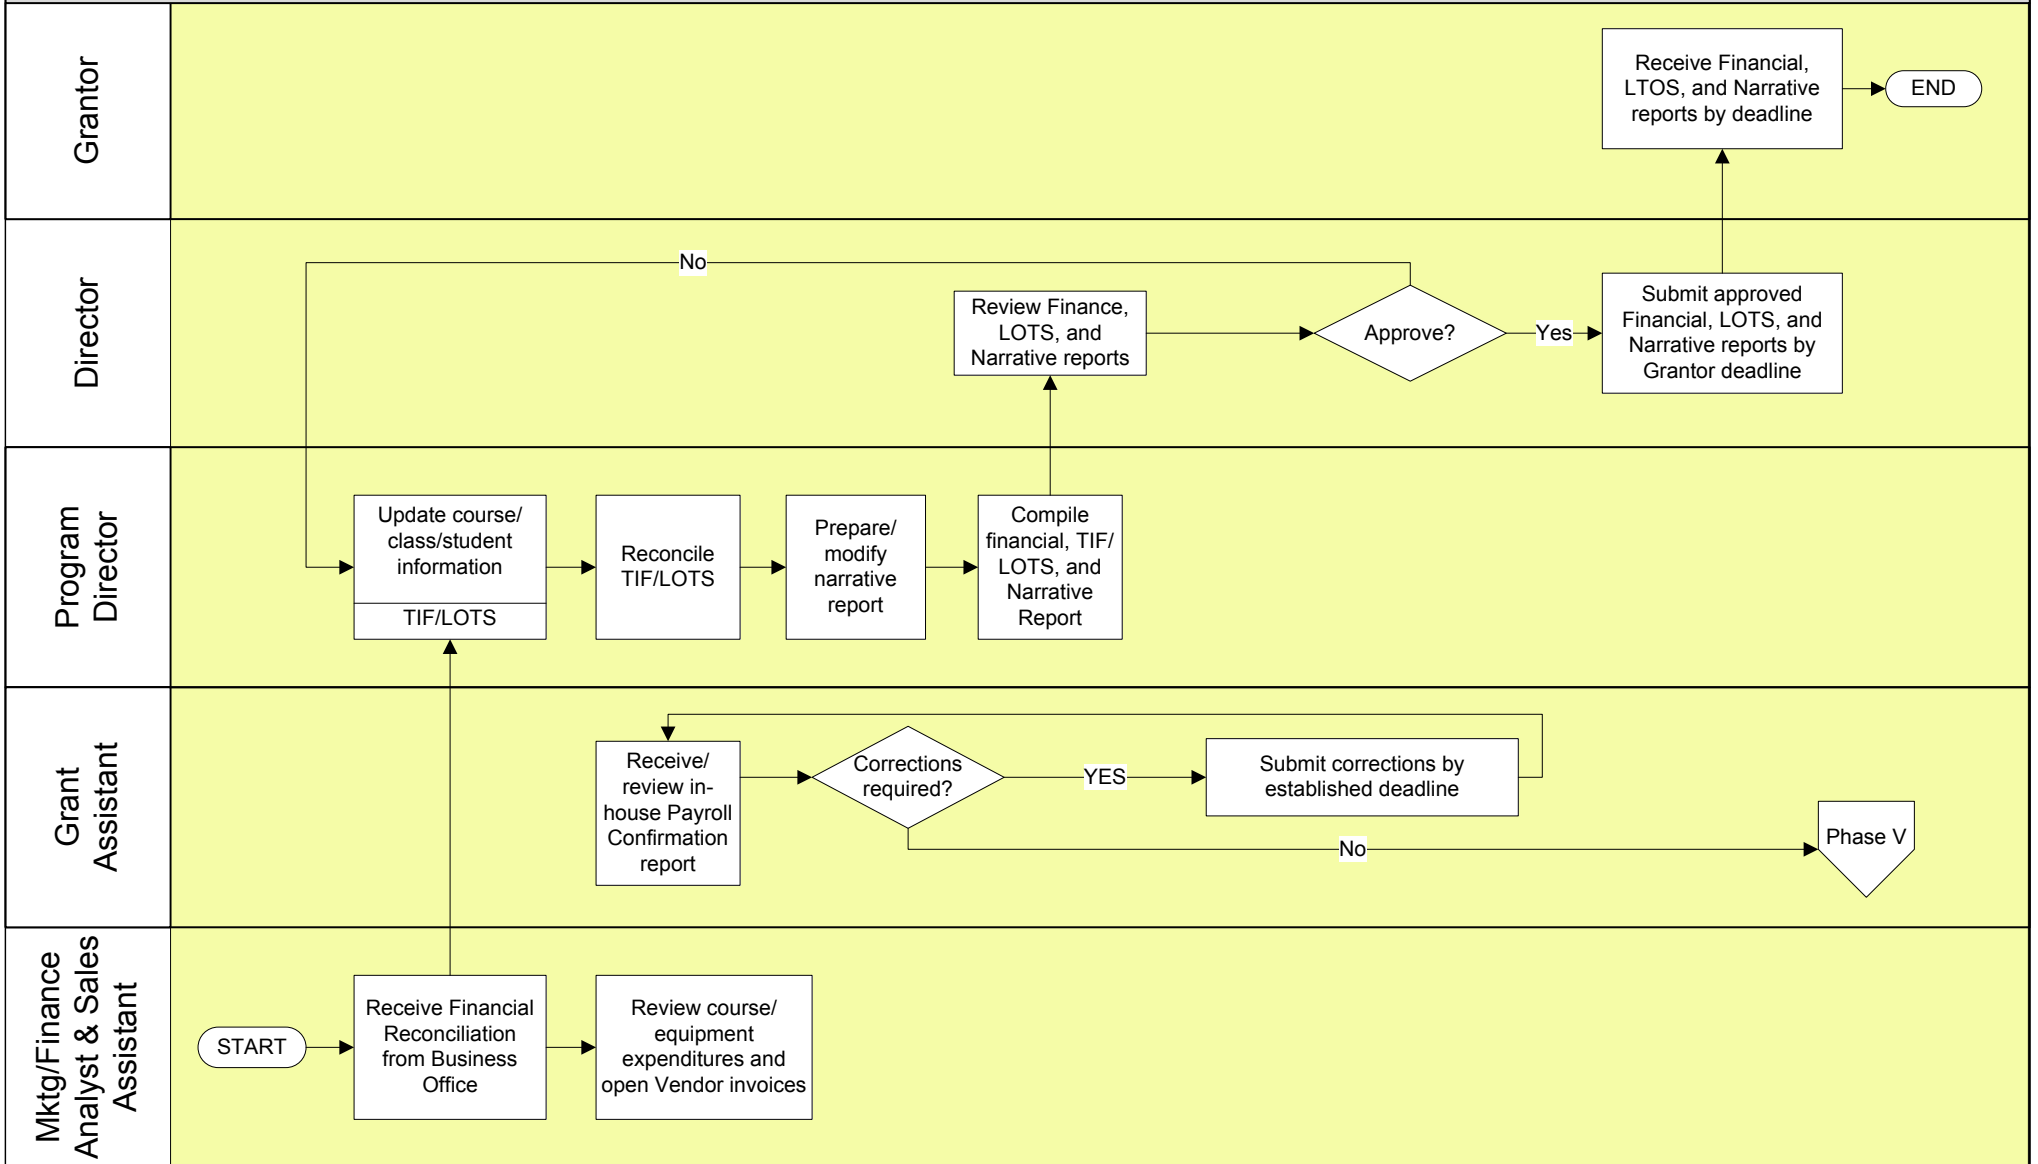 Grantor
Receive Financial,
LTOS, and Narrative
reports by deadline
END
Director
No
Review Finance,
LOTS, and
Narrative reports
Approve?
Yes
Submit approved
Financial, LOTS, and
Narrative reports by
Grantor deadline
Program
Director
Update course/
class/student
information
TIF/LOTS
Reconcile
TIF/LOTS
Prepare/
modify
narrative
report
Compile
financial, TIF/
LOTS, and
Narrative
Report
Grant
Assistant
Receive/
review in-
house Payroll
Confirmation
report
Corrections
required?
YES
Submit corrections by
established deadline
No
Phase V
Mktg/Finance
Analyst & Sales
Assistant
START
Receive Financial
Reconciliation
from Business
Office
Review course/
equipment
expenditures and
open Vendor invoices